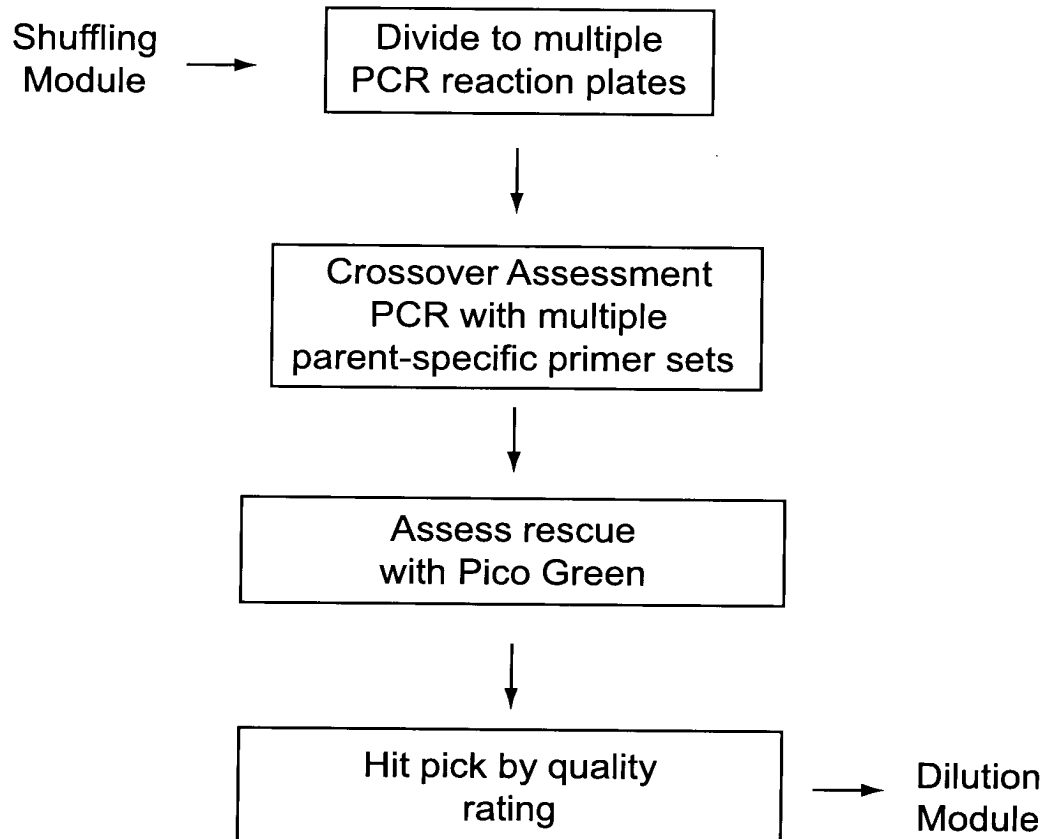 Shuffling
Module
Divide to multiple
PCR reaction plates
Crossover Assessment
PCR with multiple
parent-specific primer sets
Assess rescue
with Pico Green
Hit pick by quality
rating
Dilution
Module